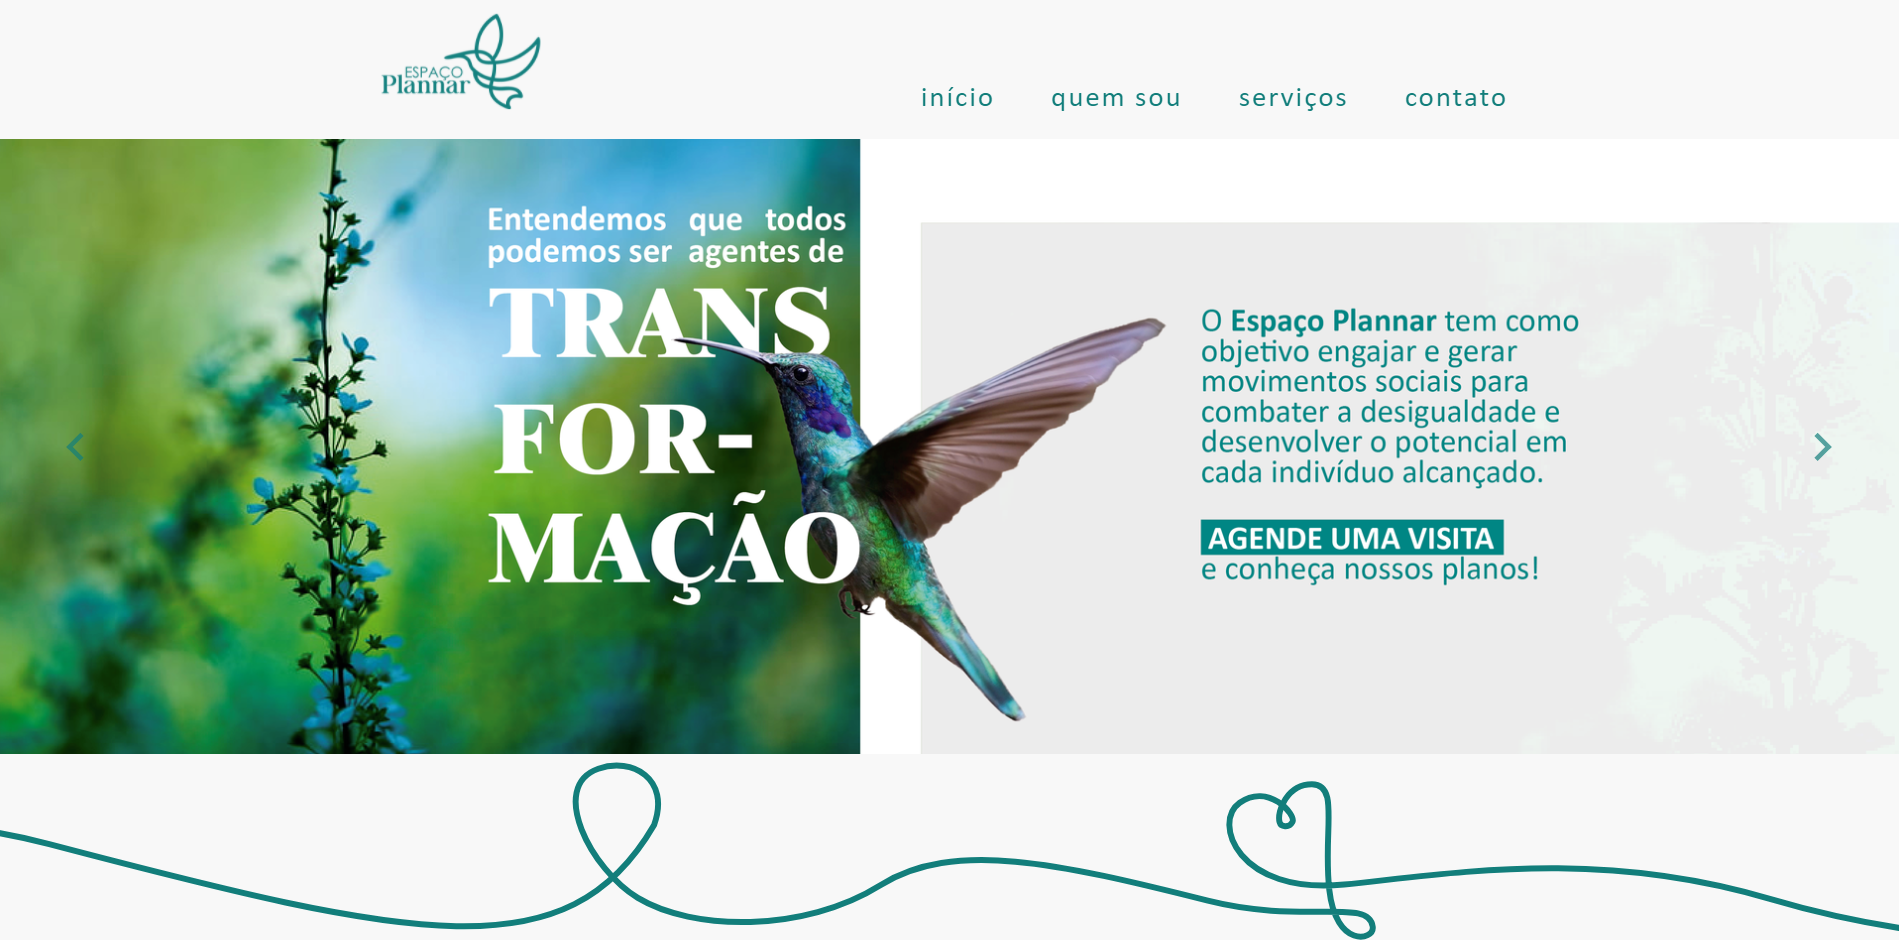 ESPAÇO
Plannar
início quem sou serviços contato
Entendemos que todos
podemos ser agentes de
TRANS
FOR-
MAÇÃO
O Espaço Plannar tem como
objetivo engajar e gerar
movimentos sociais para
combater a desigualdade e
desenvolver o potencial em
cada indivíduo alcançado.
AGENDE UMA VISITA
e conheça nossos planos!